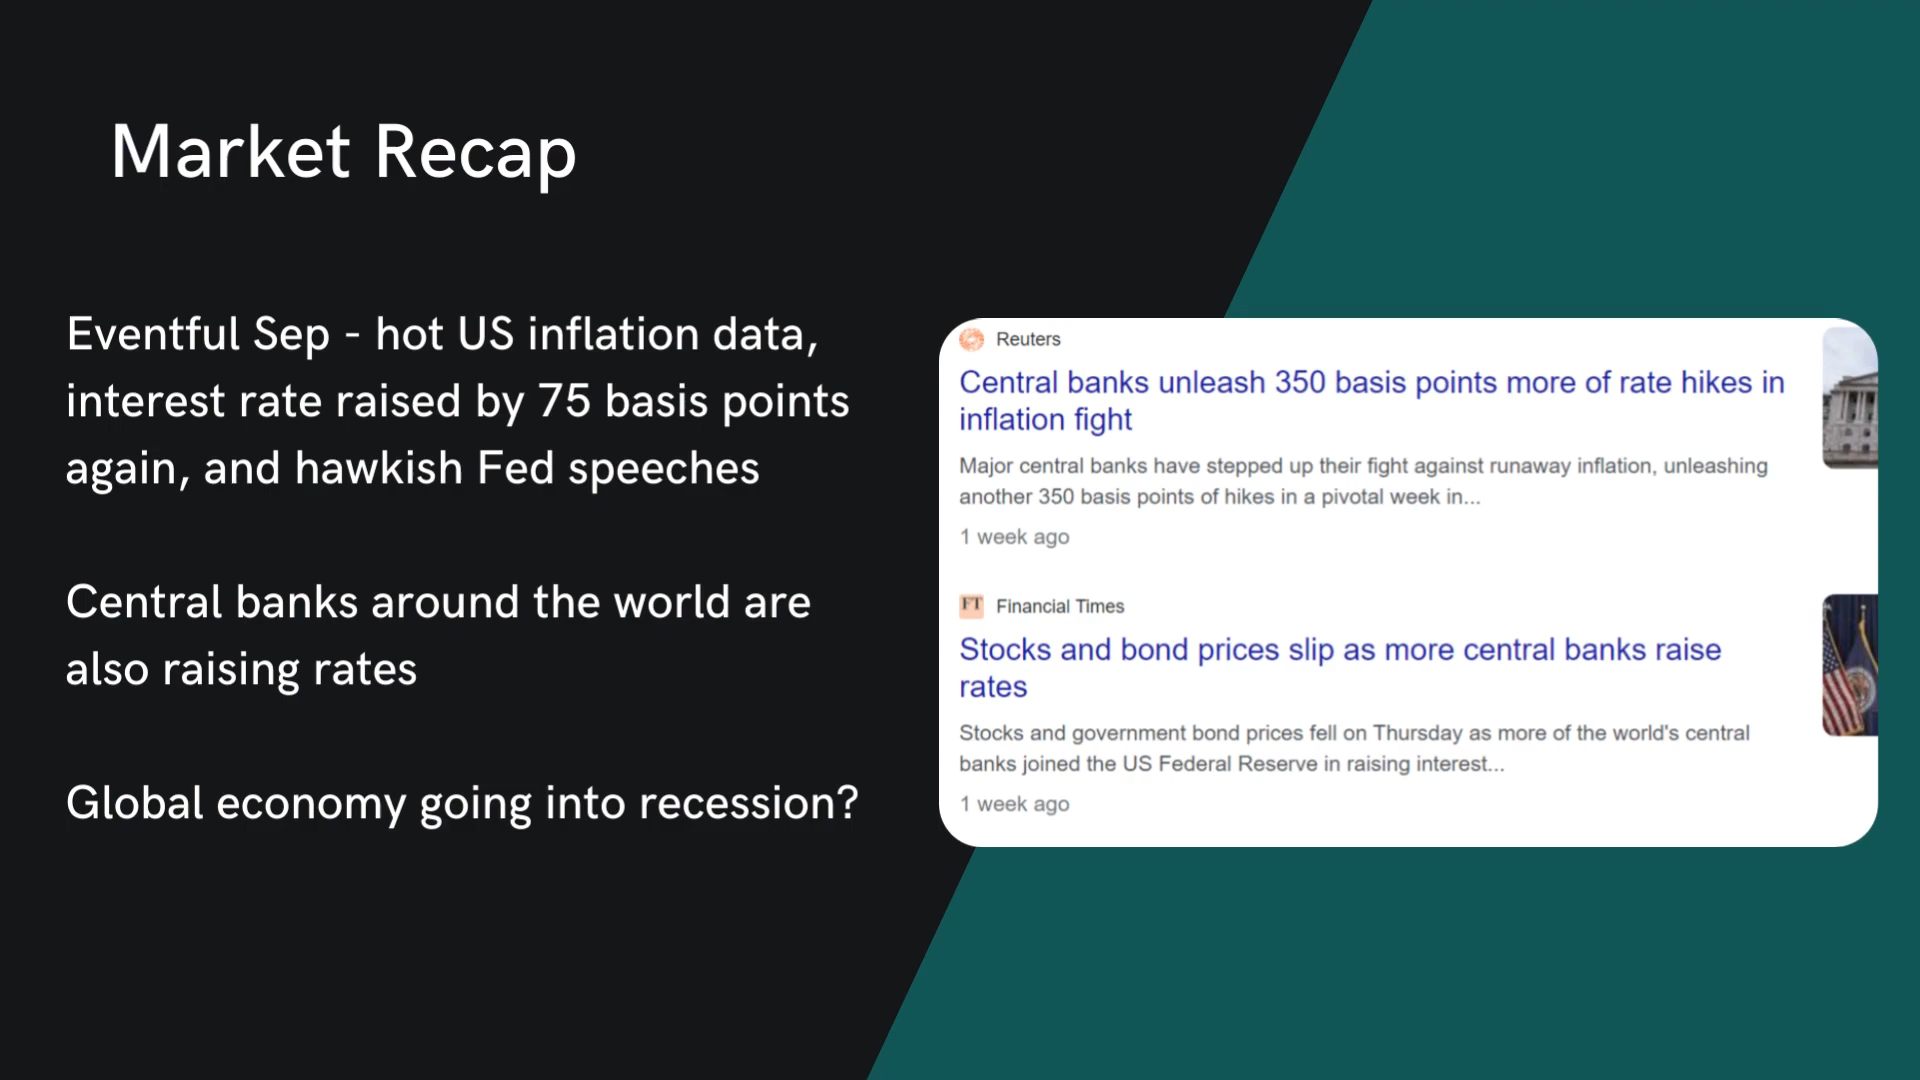 Market Recap
Eventful Sep - hot US inflation data,
interest rate raised by 75 basis points
again, and hawkish Fed speeches
Central banks around the world are
also raising rates
Global economy going into recession?
Reuters
Central banks unleash 350 basis points more of rate hikes in
inflation fight
Major central banks have stepped up their fight against runaway inflation, unleashing
another 350 basis points of hikes in a pivotal week in...
1 week ago
FT Financial Times
Stocks and bond prices slip as more central banks raise
rates
Stocks and government bond prices fell on Thursday as more of the world's central
banks joined the US Federal Reserve in raising interest...
1 week ago